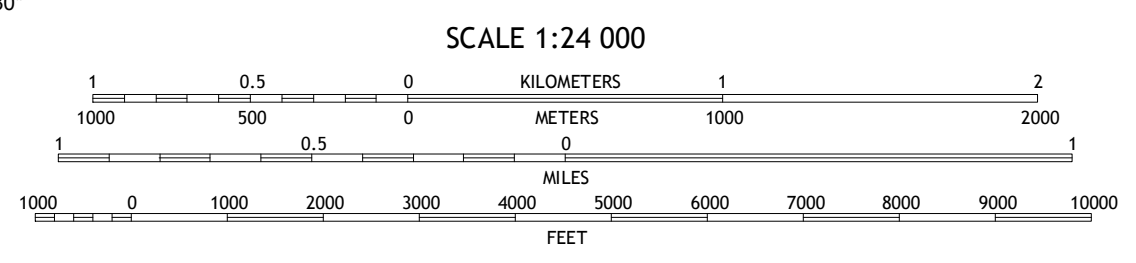 SCALE 1:24 000
1 0.5 0 KILOMETERS 1 2
1000 500 0 METERS 1000 2000
1 0.5 0 1
MILES
1000 0 1000 2000 3000 4000 5000 6000 7000 8000 9000 10000
FEET